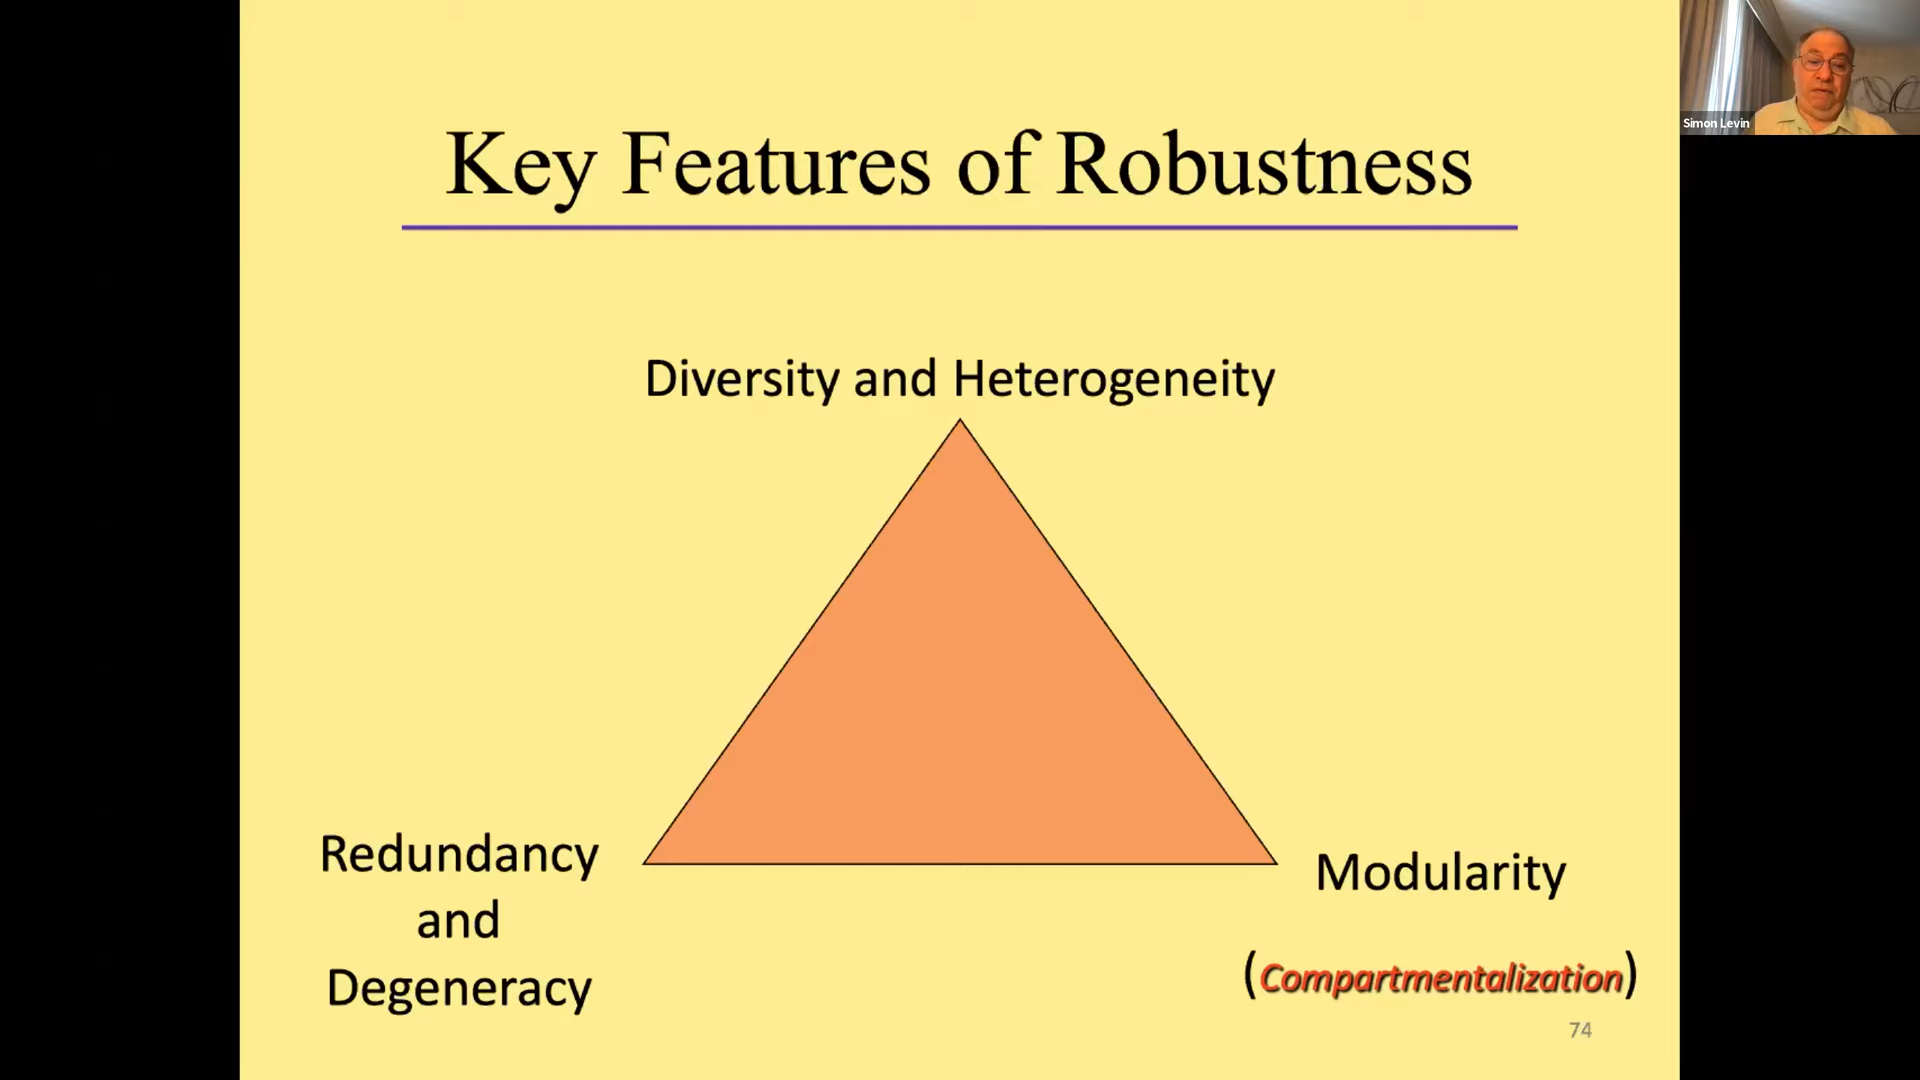 Key Features of Robustness
Simon Levin
Diversity and Heterogeneity
Redundancy
and
Degeneracy
Modularity
(Compartmentalization)
74